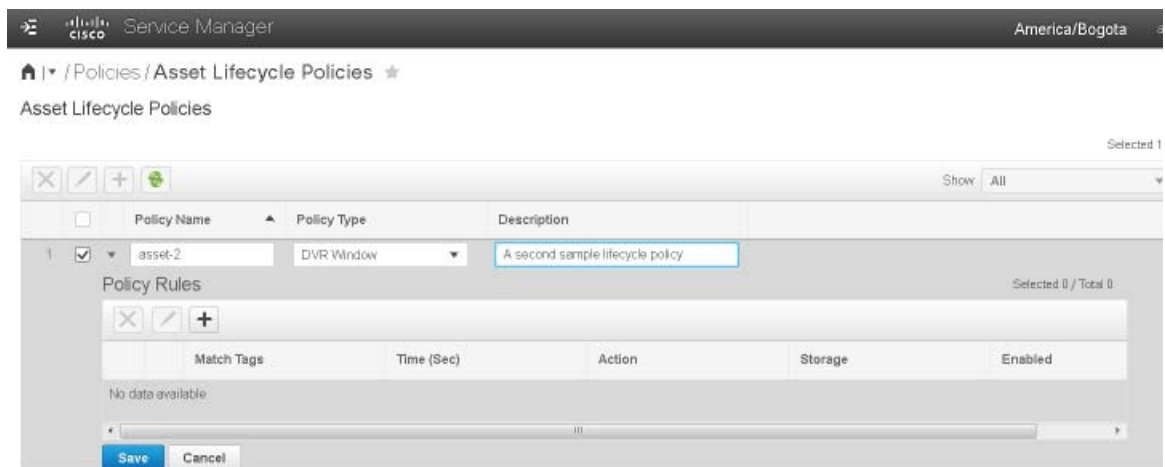 cisco Service Manager America/Bogota
/ Policies / Asset Lifecycle Policies
Asset Lifecycle Policies
Selected 1
Show All
Policy Name Policy Type Description
1 asset-2 DVR Window A second sample lifecycle policy
Policy Rules Selected 0 / Total 0
Match Tags Time (Sec) Action Storage Enabled
No data available
Save Cancel